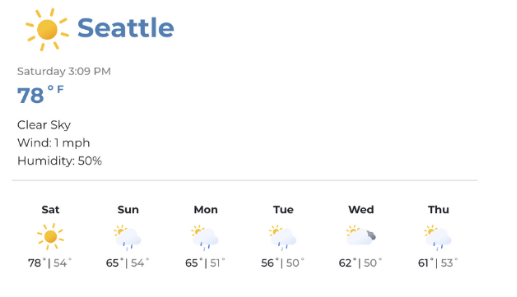 Seattle
Saturday 3:09 PM
78 ° F
Clear Sky
Wind: 1 mph
Humidity: 50%
Sat Sun Mon Tue Wed Thu
78°| 54° 65°| 54° 65°| 51° 56°| 50° 62°| 50° 61°| 53°